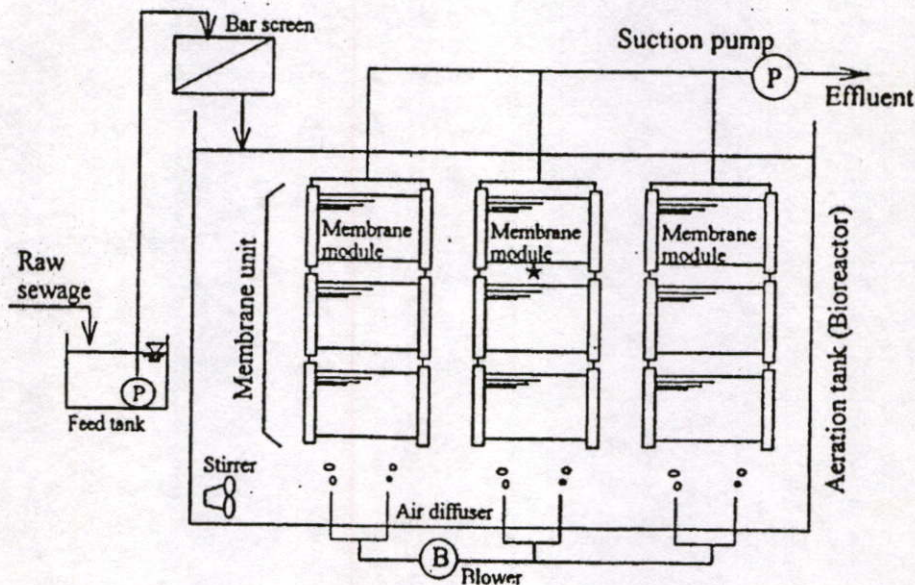 Bar screen
Suction pump
P
Effluent
Membrane
module
Membrane
module
Membrane
module
Membrane unit
Aeration tank (Bioreactor)
Raw
sewage
P
Feed tank
Stirrer
Air diffuser
B
Blower